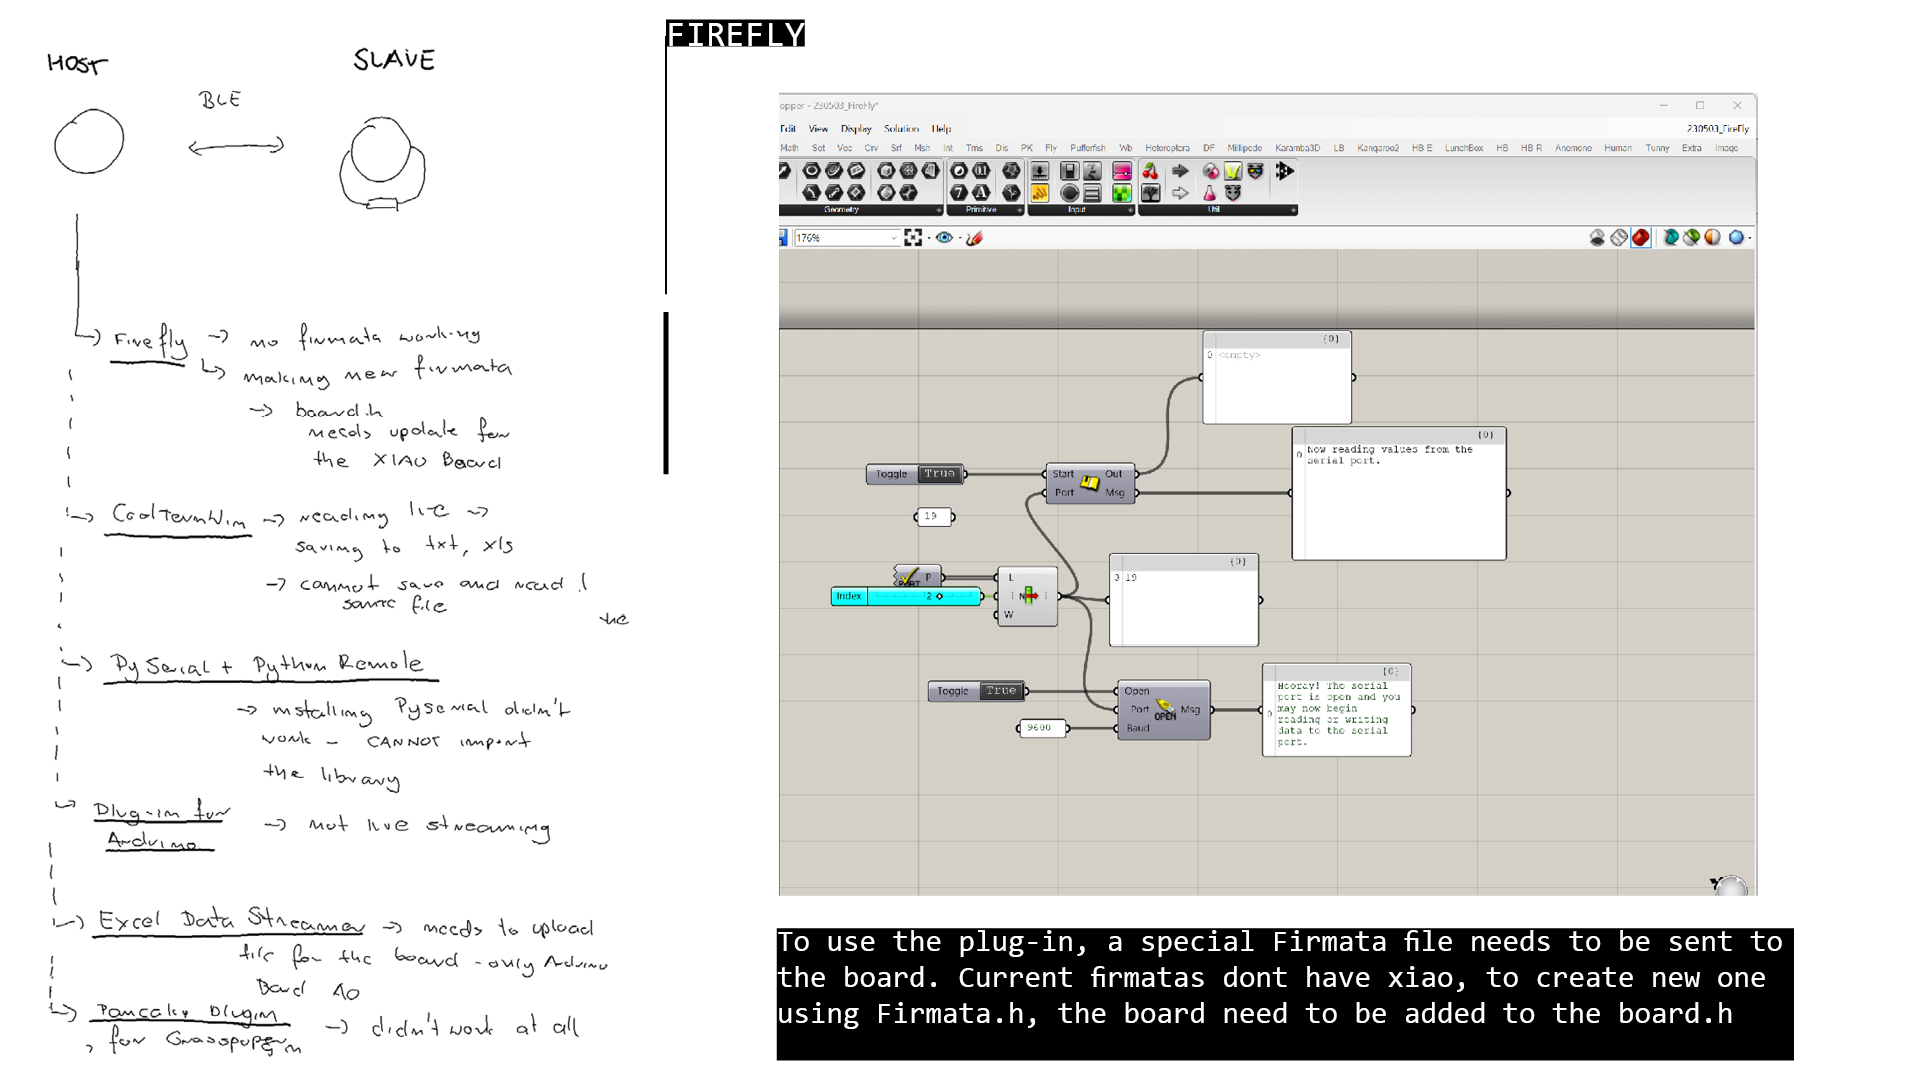 HOST
SLAVE
BLE
Firefly → no firmata working
making new firmata
→ board.h
needs update for
the XIAO Board
CoolTermWin → reading live →
saving to txt, xls
→ cannot save and read !
same file
the
PySerial + Python Remote
→ installing Pyserial didn't
work - CANNOT import
the library
Plug-in for
Arduino → not live streaming
Excel Data Streamer → needs to upload
file for the board - only Arduino
Board
Plugin
for → didn't work at all
FIREFLY
opper - 230503_FireFly*
Edit View Display Solution Help
230503_FireFly
Math Set Vec Crv Srf Msh Int Trns Dis PK Fly Pufferfish Wb Heteroptera DF Millipede Karamba3D LB Kangaroo2 HB E LunchBox HB HB R Anemone Human Tunny Extra Image
Geometry Primitive Input Util
176%
{0}
0 <empty>
{0}
0 Now reading values from the
serial port.
Toggle True
Start Out
Port Msg
19
{0}
0 19
PORT P
Index 2
L
i N i
W
Toggle True
9600
Open
Port OPEN Msg
Baud
{0}
Hooray! The serial
port is open and you
0 may now begin
reading or writing
data to the serial
port.
To use the plug-in, a special Firmata file needs to be sent to
the board. Current firmatas dont have xiao, to create new one
using Firmata.h, the board need to be added to the board.h